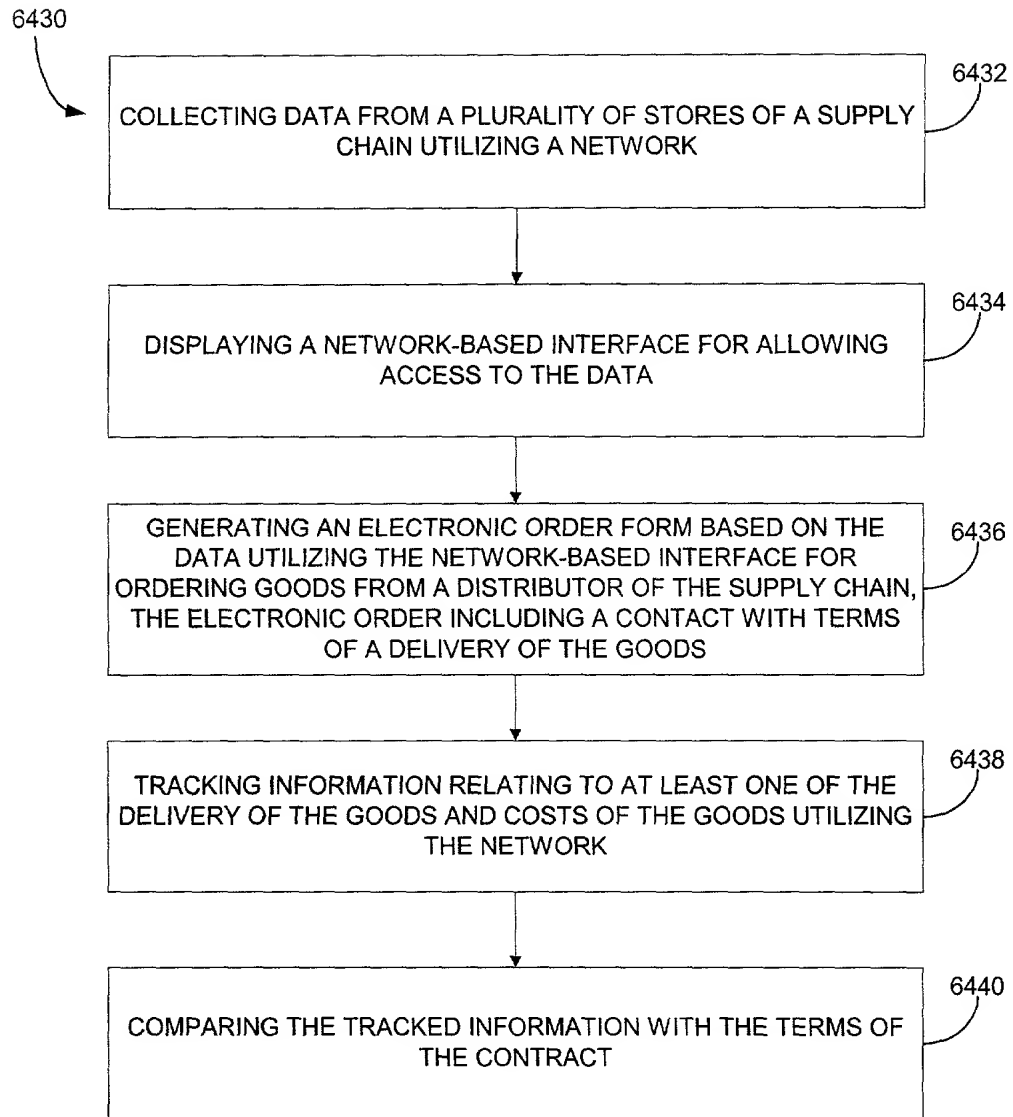 6430
6432
COLLECTING DATA FROM A PLURALITY OF STORES OF A SUPPLY
CHAIN UTILIZING A NETWORK
6434
DISPLAYING A NETWORK-BASED INTERFACE FOR ALLOWING
ACCESS TO THE DATA
6436
GENERATING AN ELECTRONIC ORDER FORM BASED ON THE
DATA UTILIZING THE NETWORK-BASED INTERFACE FOR
ORDERING GOODS FROM A DISTRIBUTOR OF THE SUPPLY CHAIN,
THE ELECTRONIC ORDER INCLUDING A CONTACT WITH TERMS
OF A DELIVERY OF THE GOODS
6438
TRACKING INFORMATION RELATING TO AT LEAST ONE OF THE
DELIVERY OF THE GOODS AND COSTS OF THE GOODS UTILIZING
THE NETWORK
6440
COMPARING THE TRACKED INFORMATION WITH THE TERMS OF
THE CONTRACT